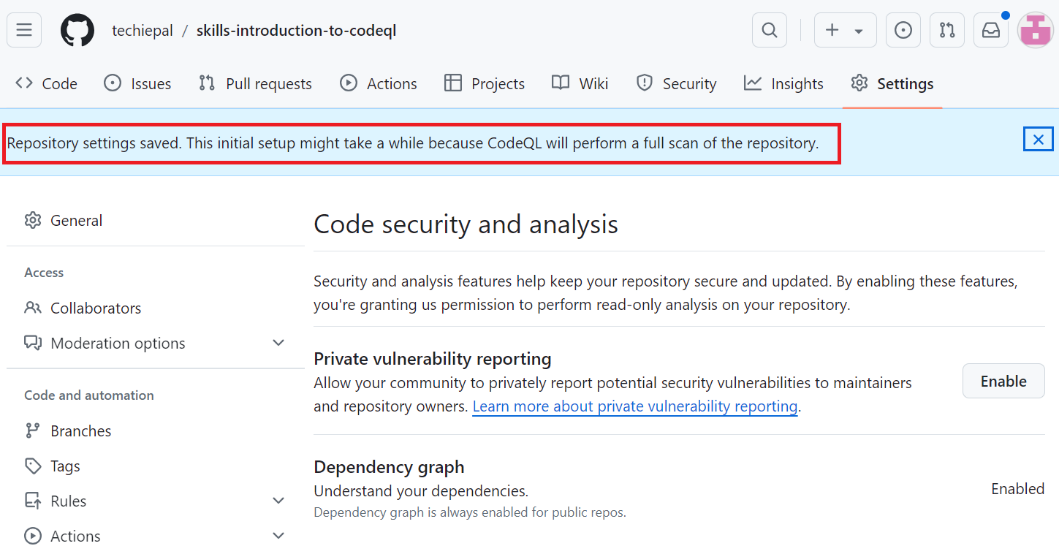 techiepal / skills-introduction-to-codeql
Code Issues Pull requests Actions Projects Wiki Security Insights Settings
Repository settings saved. This initial setup might take a while because CodeQL will perform a full scan of the repository.
General
Access
Collaborators
Moderation options
Code and automation
Branches
Tags
Rules
Actions
Code security and analysis
Security and analysis features help keep your repository secure and updated. By enabling these features,
you're granting us permission to perform read-only analysis on your repository.
Private vulnerability reporting
Allow your community to privately report potential security vulnerabilities to maintainers
and repository owners. Learn more about private vulnerability reporting.
Enable
Dependency graph
Understand your dependencies.
Dependency graph is always enabled for public repos.
Enabled